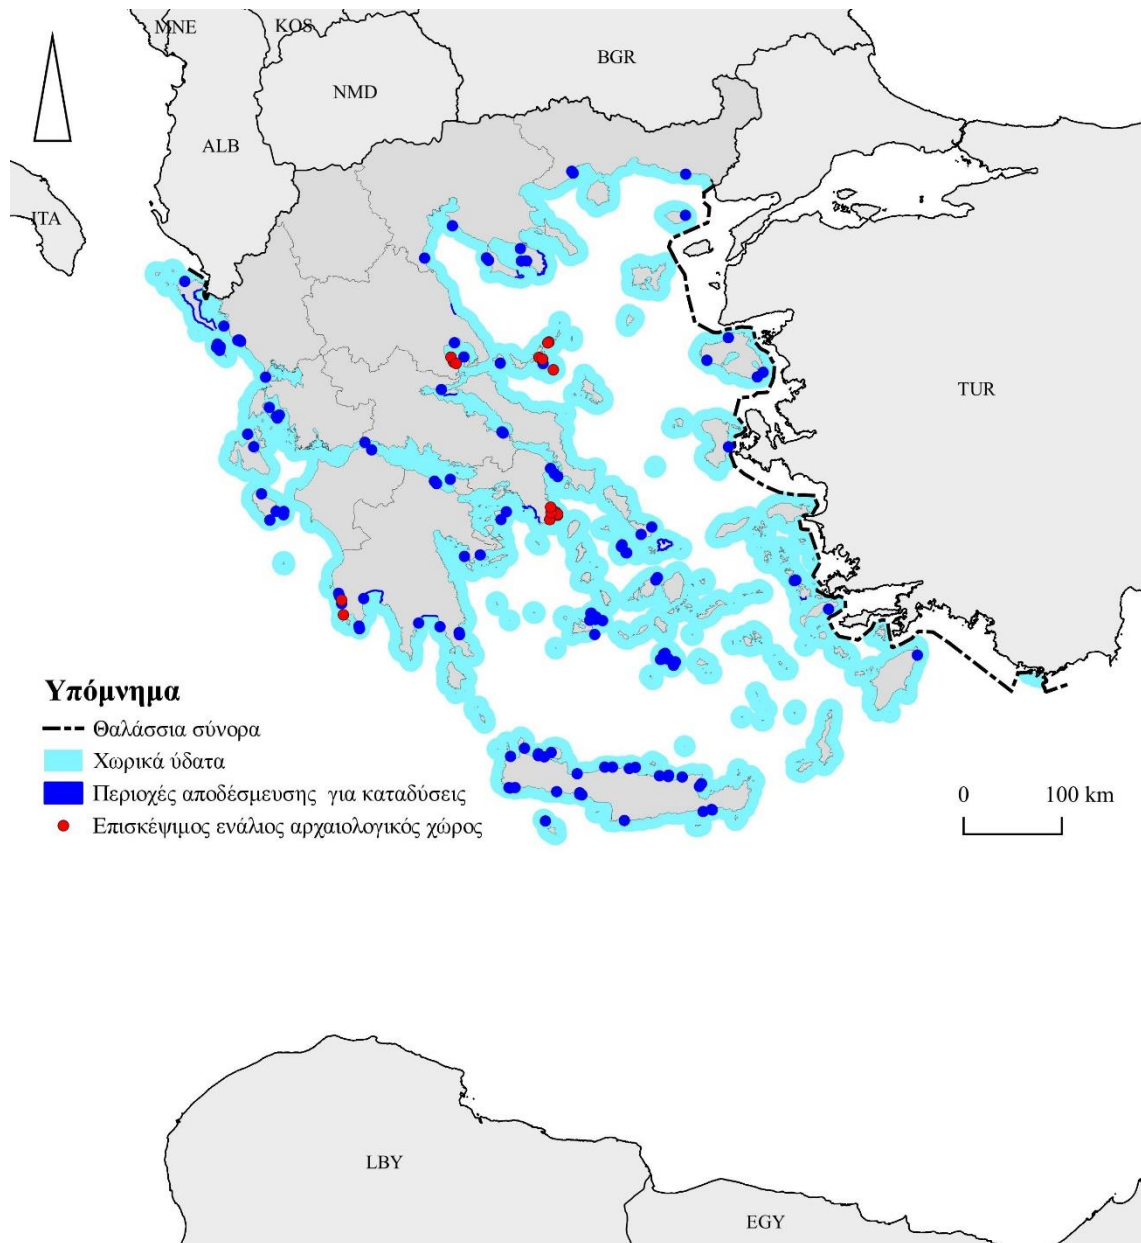 MNE
KOS
BGR
NMD
ALB
ITA
TUR
Υπόμνημα
Θαλάσσια σύνορα
Χωρικά ύδατα
Περιοχές αποδέσμευσης για καταδύσεις
Επισκέψιμος ενάλιος αρχαιολογικός χώρος
0 100 km
LBY
EGY